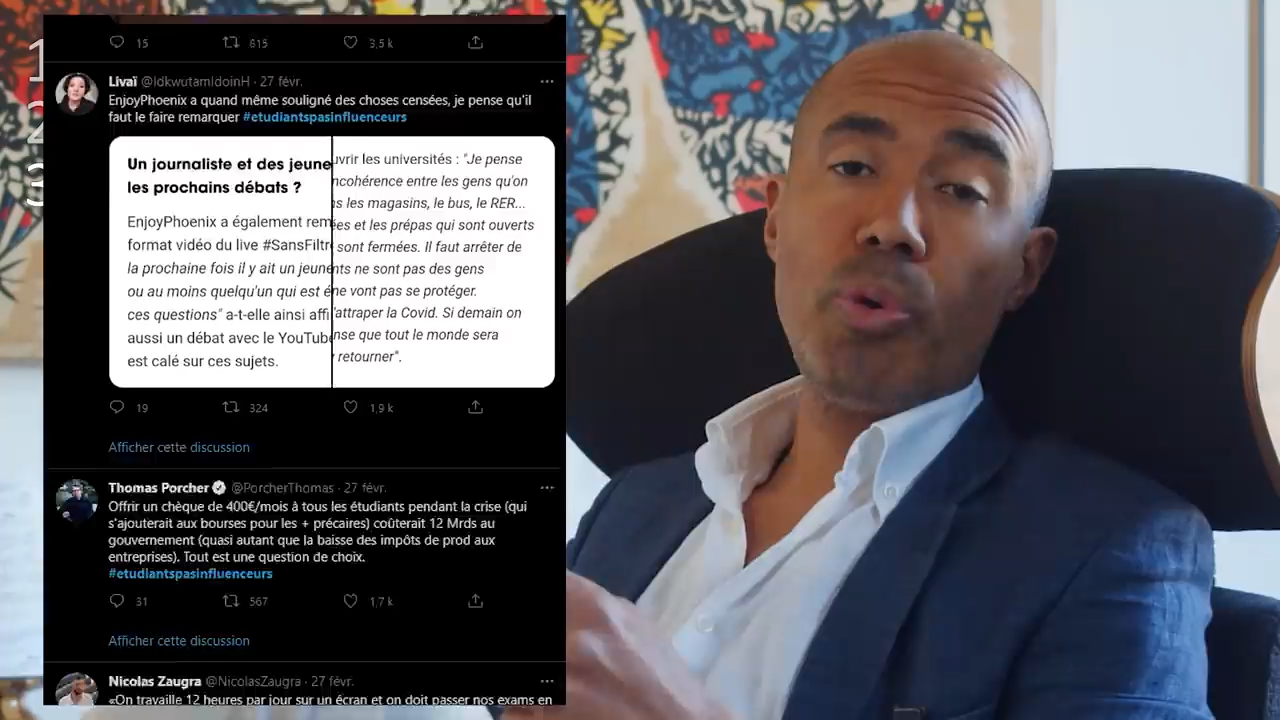 1
2
3
15 615 3,5 k
Livaï @IdkwutamIdoinH · 27 févr.
EnjoyPhoenix a quand même souligné des choses censées, je pense qu'il
faut le faire remarquer #etudiantspasinfluenceurs
Un journaliste et des jeune
les prochains débats ?
EnjoyPhoenix a également rem
format vidéo du live #SansFiltr
la prochaine fois il y ait un jeune
ou au moins quelqu'un qui est é
ces questions" a-t-elle ainsi affi
aussi un débat avec le YouTube
est calé sur ces sujets.
uvrir les universités : "Je pense
ncohérence entre les gens qu'on
s les magasins, le bus, le RER...
es et les prépas qui sont ouverts
sont fermées. Il faut arrêter de
nts ne sont pas des gens
ne vont pas se protéger.
'attraper la Covid. Si demain on
nse que tout le monde sera
retourner".
19 324 1,9 k
Afficher cette discussion
Thomas Porcher @PorcherThomas · 27 févr.
Offrir un chèque de 400€/mois à tous les étudiants pendant la crise (qui
s'ajouterait aux bourses pour les + précaires) coûterait 12 Mrds au
gouvernement (quasi autant que la baisse des impôts de prod aux
entreprises). Tout est une question de choix.
#etudiantspasinfluenceurs
31 567 1,7 k
Afficher cette discussion
Nicolas Zaugra @NicolasZaugra · 27 févr.
«On travaille 12 heures par jour sur un écran et on doit passer nos exams en